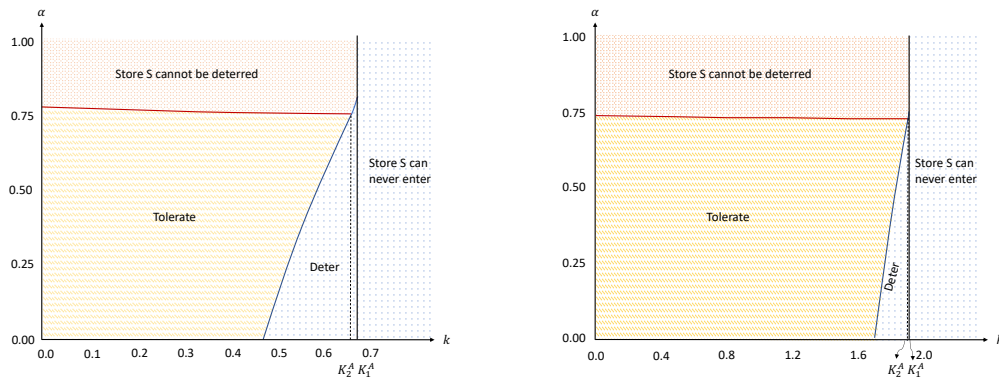 α
1.00
Store S cannot be deterred
0.75
Store S can
never enter
0.50
Tolerate
0.25
Deter
0.00
k
0.0 0.1 0.2 0.3 0.4 0.5 0.6 0.7
K₂ᴬ K₁ᴬ
α
1.00
Store S cannot be deterred
0.75
Store S can
never enter
0.50
Tolerate
0.25
Deter
0.00
0.0 0.4 0.8 1.2 1.6 2.0
K₂ᴬ K₁ᴬ